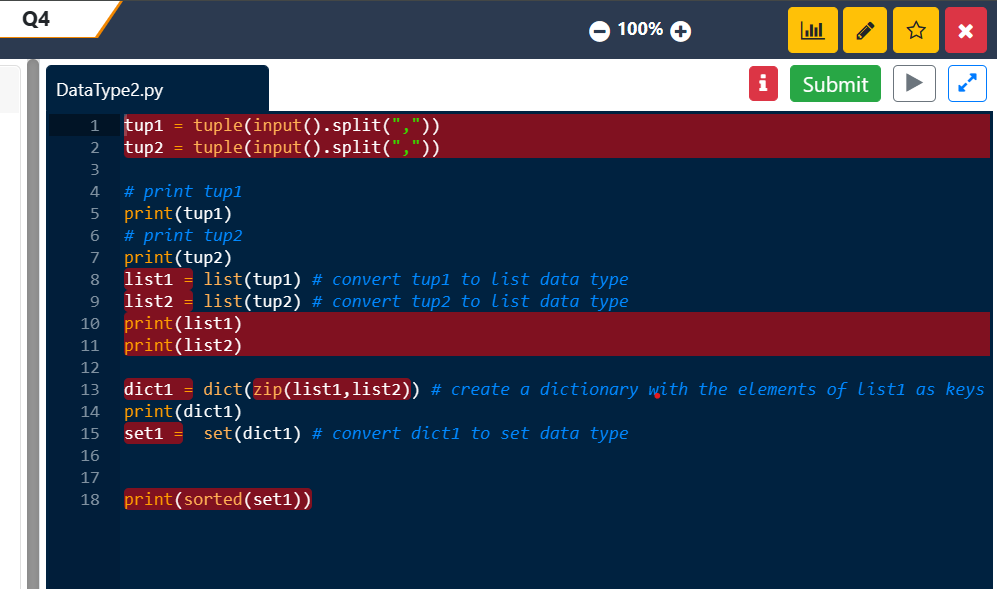 Q4
100%
DataType2.py
Submit
1 tup1 = tuple(input().split(","))
2 tup2 = tuple(input().split(","))
3
4 # print tup1
5 print(tup1)
6 # print tup2
7 print(tup2)
8 list1 = list(tup1) # convert tup1 to list data type
9 list2 = list(tup2) # convert tup2 to list data type
10 print(list1)
11 print(list2)
12
13 dict1 = dict(zip(list1,list2)) # create a dictionary with the elements of list1 as keys
14 print(dict1)
15 set1 =  set(dict1) # convert dict1 to set data type
16
17
18 print(sorted(set1))